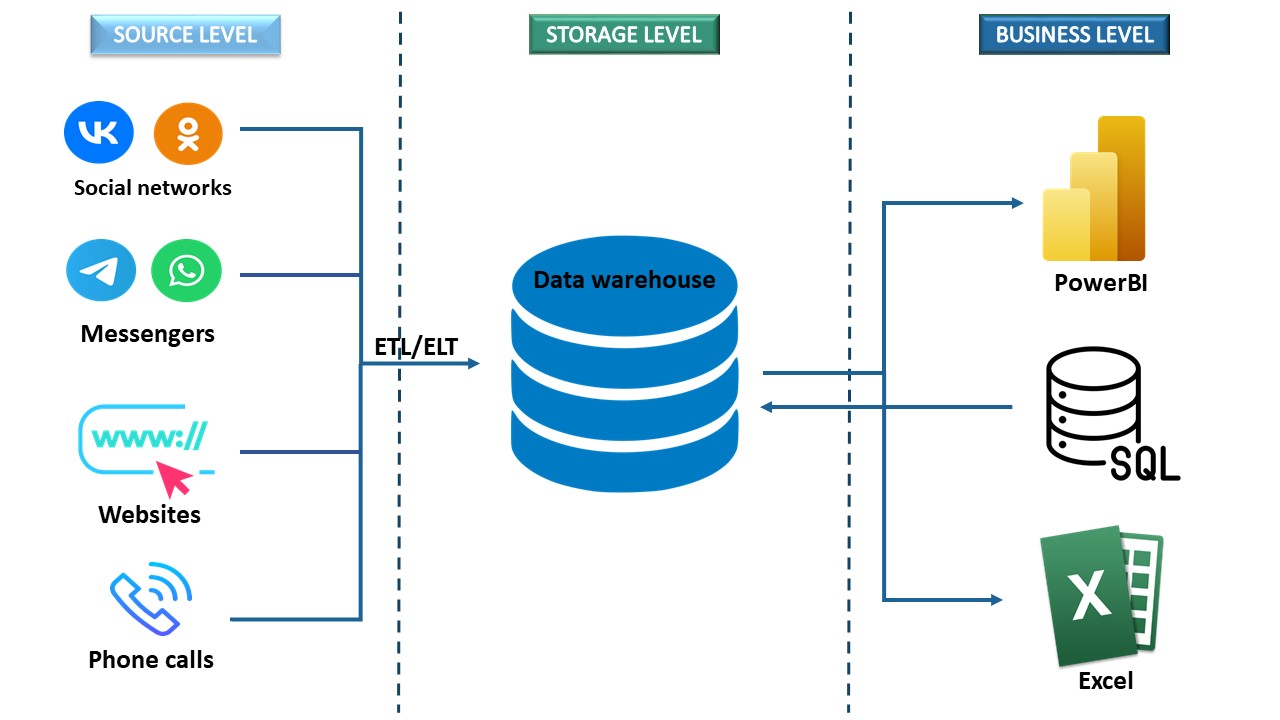 SOURCE LEVEL
STORAGE LEVEL
BUSINESS LEVEL
Social networks
Messengers
www://
Websites
Phone calls
ETL/ELT
Data warehouse
PowerBI
SQL
X
Excel